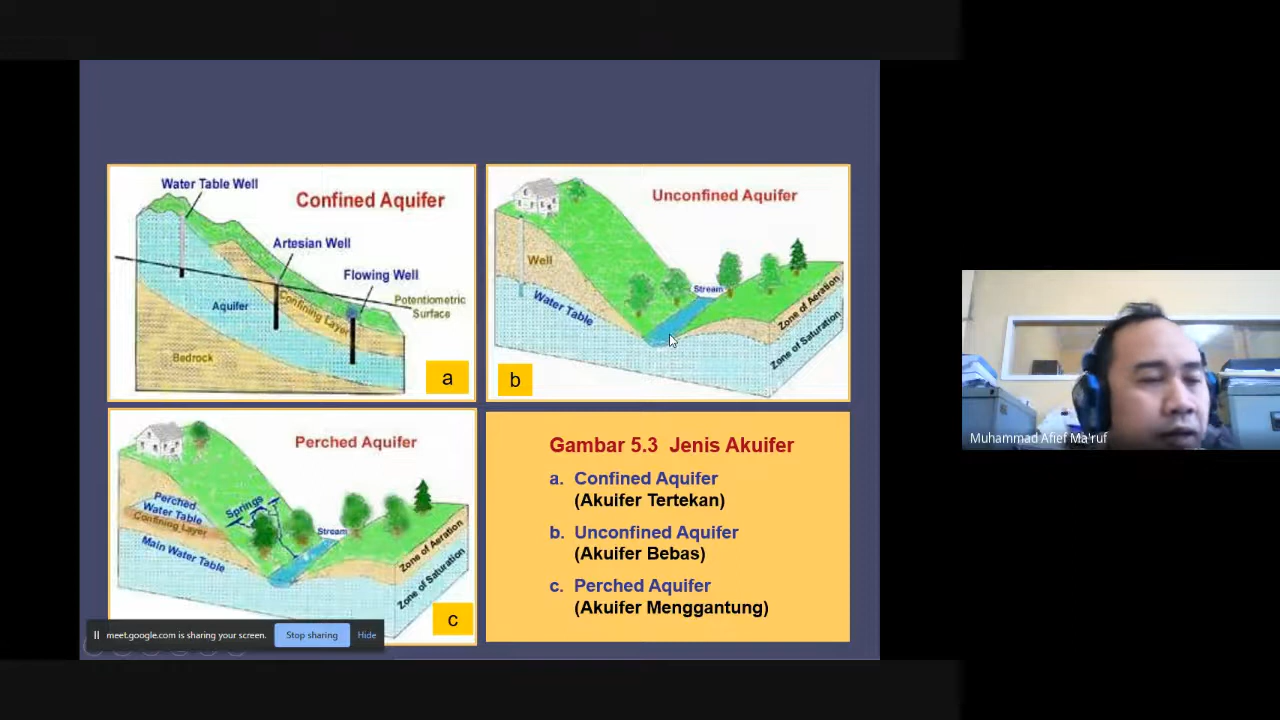 Water Table Well
Confined Aquifer
Artesian Well
Flowing Well
Potentiometric
Surface
Aquifer
Confining Layer
Bedrock
a
Unconfined Aquifer
Well
Stream
Water Table
Zone of Aeration
Zone of Saturation
b
Perched Aquifer
Springs
Perched
Water Table
Confining Layer
Main Water Table
Stream
Zone of Aeration
Zone of Saturation
c
Gambar 5.3 Jenis Akuifer
a. Confined Aquifer
(Akuifer Tertekan)
b. Unconfined Aquifer
(Akuifer Bebas)
c. Perched Aquifer
(Akuifer Menggantung)
meet.google.com is sharing your screen.
Stop sharing
Hide
Muhammad Afief Ma'ruf